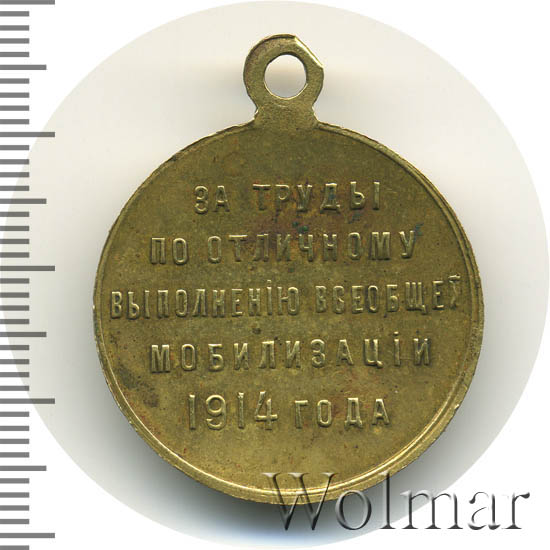 ЗА ТРУДЫ
ПО ОТЛИЧНОМУ
ВЫПОЛНЕНІЮ ВСЕОБЩЕЙ
МОБИЛИЗАЦІИ
1914 ГОДА
Wolmar